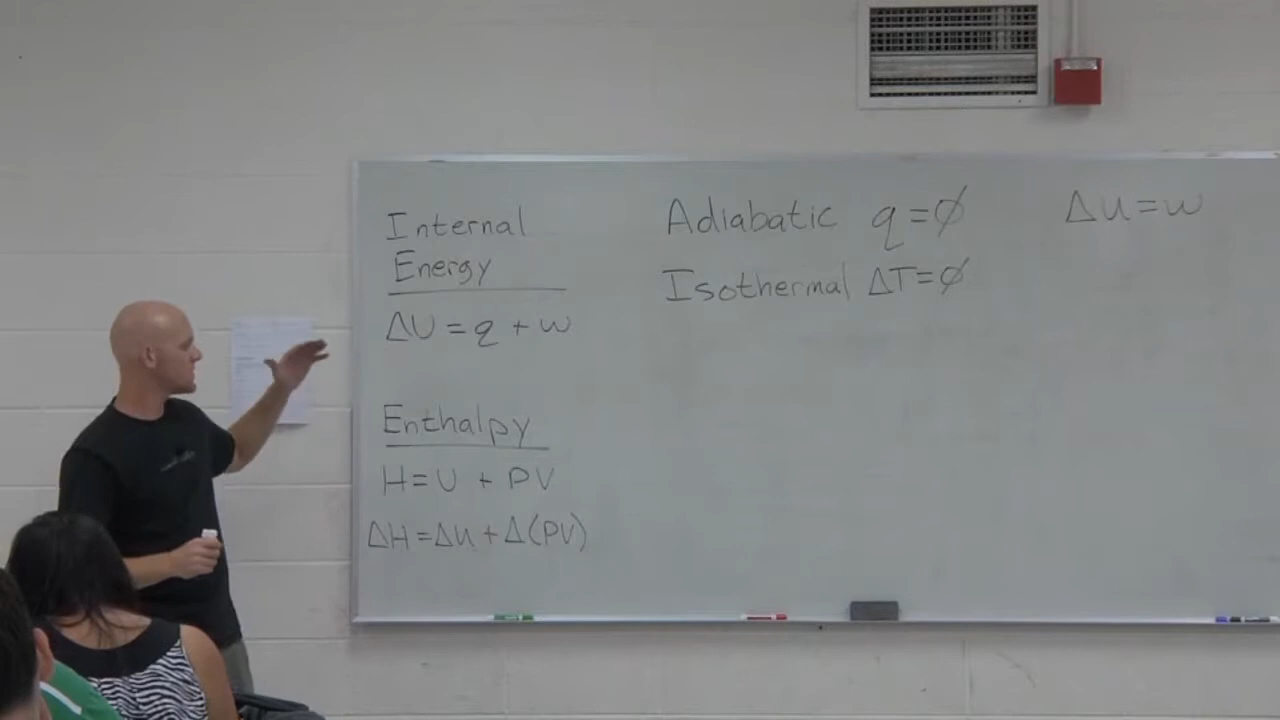 Internal
Energy
ΔU = q + w
Enthalpy
H = U + PV
ΔH = ΔU + Δ(PV)
Adiabatic q = ∅ ΔU = w
Isothermal ΔT = ∅